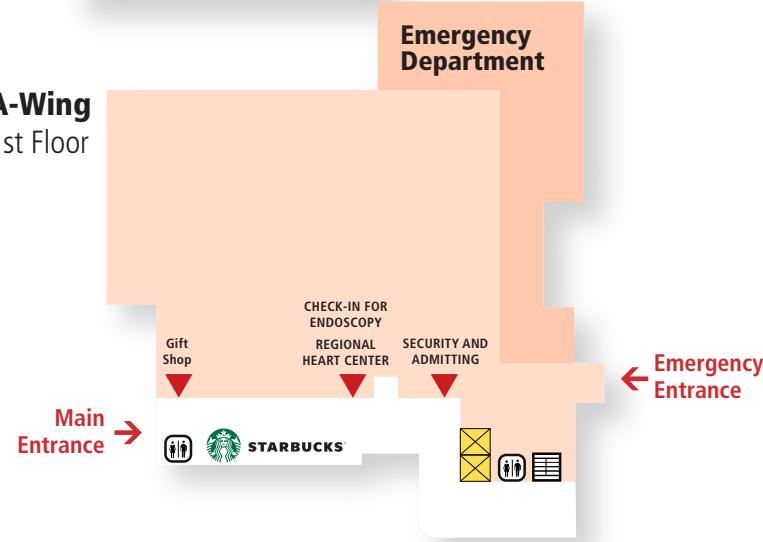 Emergency
Department
A-Wing
st Floor
CHECK-IN FOR
ENDOSCOPY
Gift
Shop
REGIONAL
HEART CENTER
SECURITY AND
ADMITTING
Emergency
Entrance
Main
Entrance
STARBUCKS